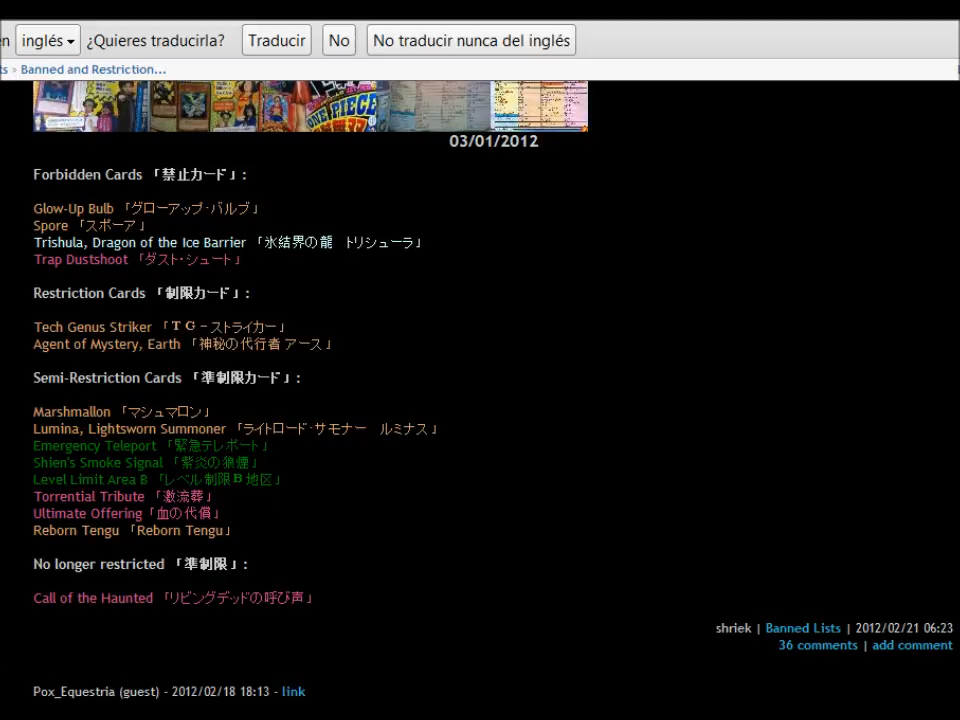 én inglés ¿Quieres traducirla? Traducir No No traducir nunca del inglés
ts > Banned and Restriction...
ONE PIECE
03/01/2012
Forbidden Cards 「禁止カード」:
Glow-Up Bulb 「グローアップ・バルブ」
Spore 「スポーア」
Trishula, Dragon of the Ice Barrier 「氷結界の龍　トリシューラ」
Trap Dustshoot 「ダスト・シュート」
Restriction Cards 「制限カード」:
Tech Genus Striker 「ＴＧ－ストライカー」
Agent of Mystery, Earth 「神秘の代行者 アース」
Semi-Restriction Cards 「準制限カード」:
Marshmallon 「マシュマロン」
Lumina, Lightsworn Summoner 「ライトロード・サモナー　ルミナス」
Emergency Teleport 「緊急テレポート」
Shien's Smoke Signal 「紫炎の狼煙」
Level Limit Area B 「レベル制限Ｂ地区」
Torrential Tribute 「激流葬」
Ultimate Offering 「血の代償」
Reborn Tengu 「Reborn Tengu」
No longer restricted 「準制限」:
Call of the Haunted 「リビングデッドの呼び声」
shriek | Banned Lists | 2012/02/21 06:23
36 comments | add comment
Pox_Equestria (guest) - 2012/02/18 18:13 - link